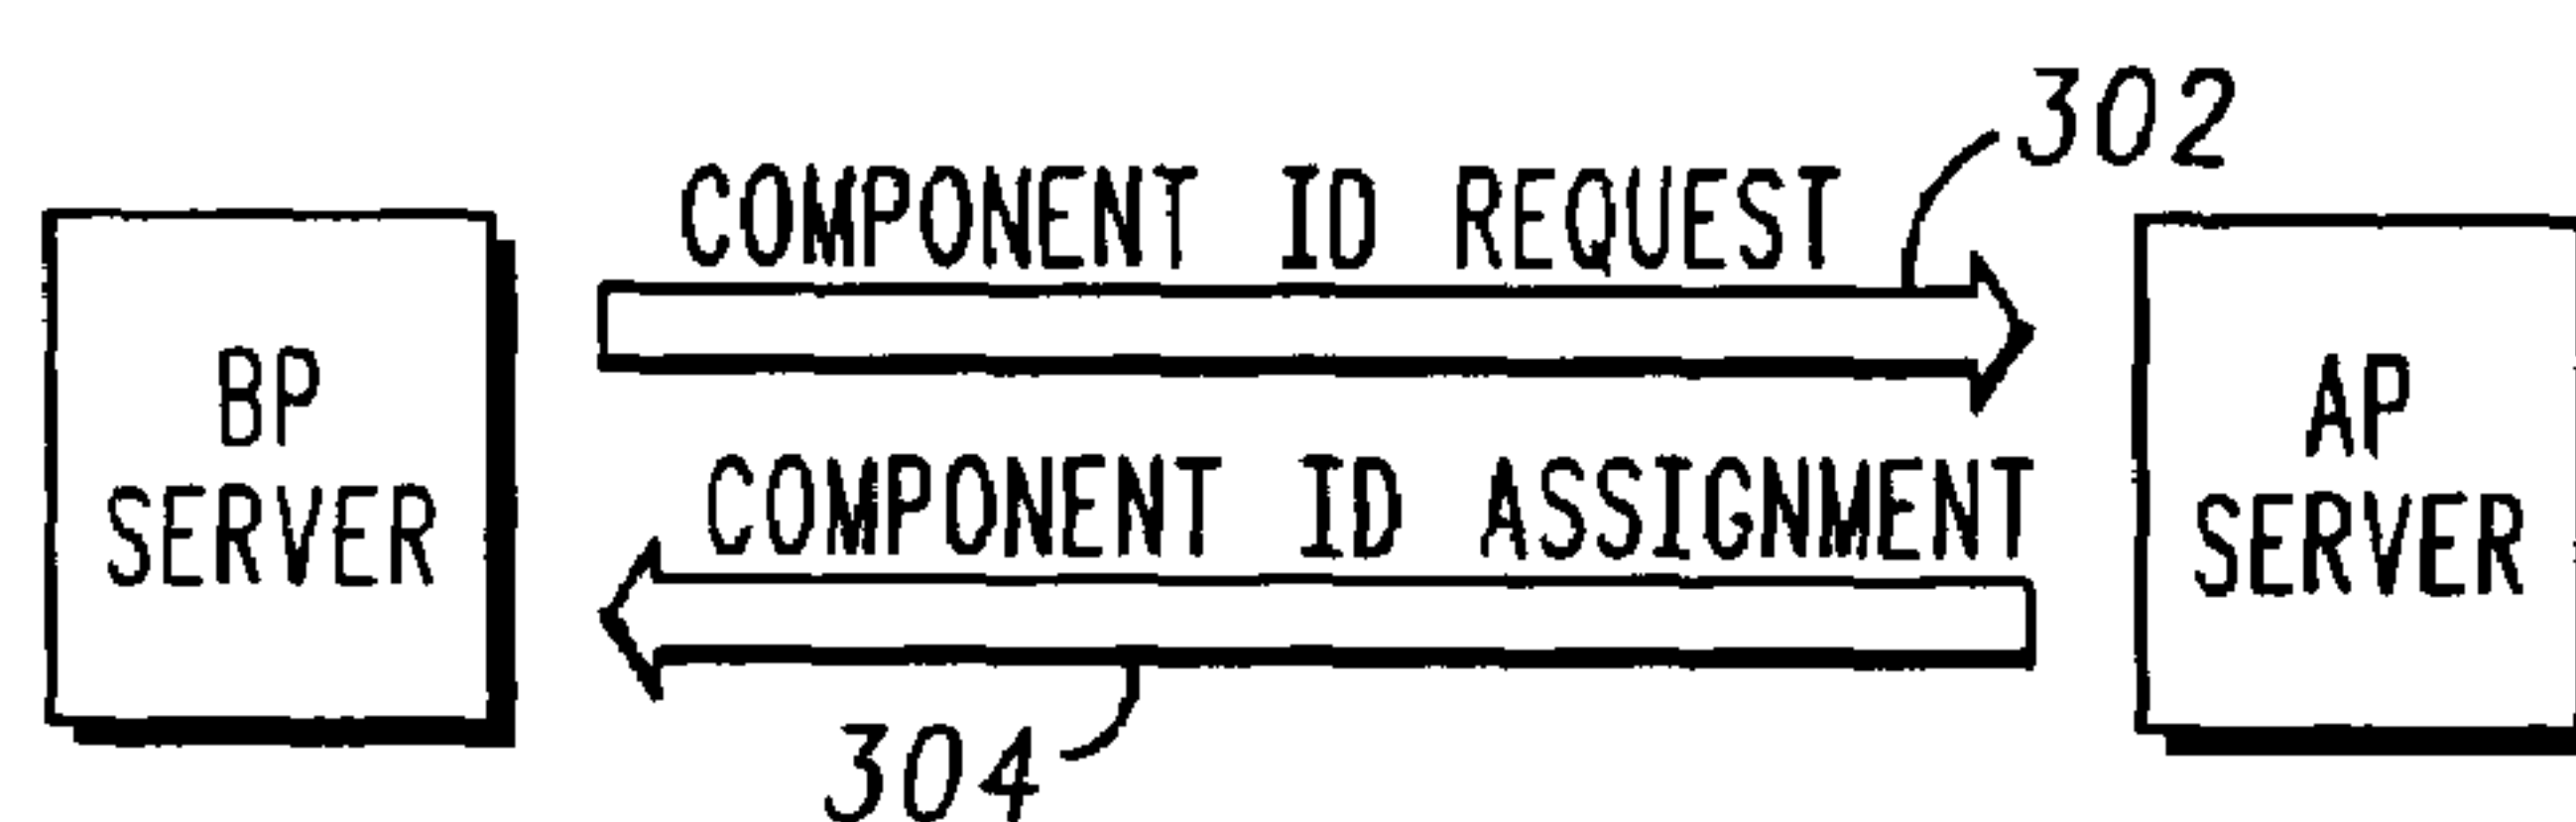 302
COMPONENT ID REQUEST
BP
SERVER
AP
SERVER
COMPONENT ID ASSIGNMENT
304